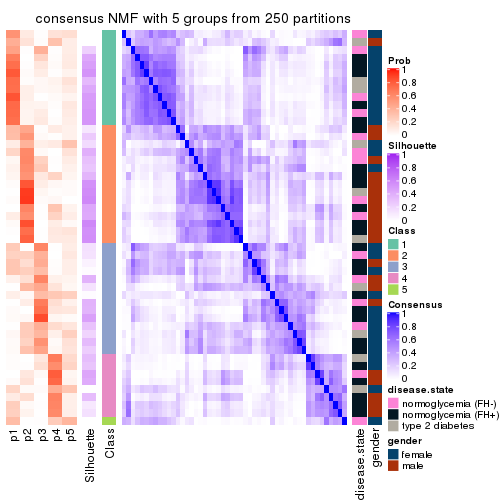 consensus NMF with 5 groups from 250 partitions
Prob
1
0.8
0.6
0.4
0.2
0
Silhouette
1
0.8
0.6
0.4
0.2
0
Class
1
2
3
4
5
Consensus
1
0.8
0.6
0.4
0.2
0
disease.state
normoglycemia (FH-)
normoglycemia (FH+)
type 2 diabetes
gender
female
male
p1
p2
p3
p4
p5
Silhouette
Class
disease.state
gender